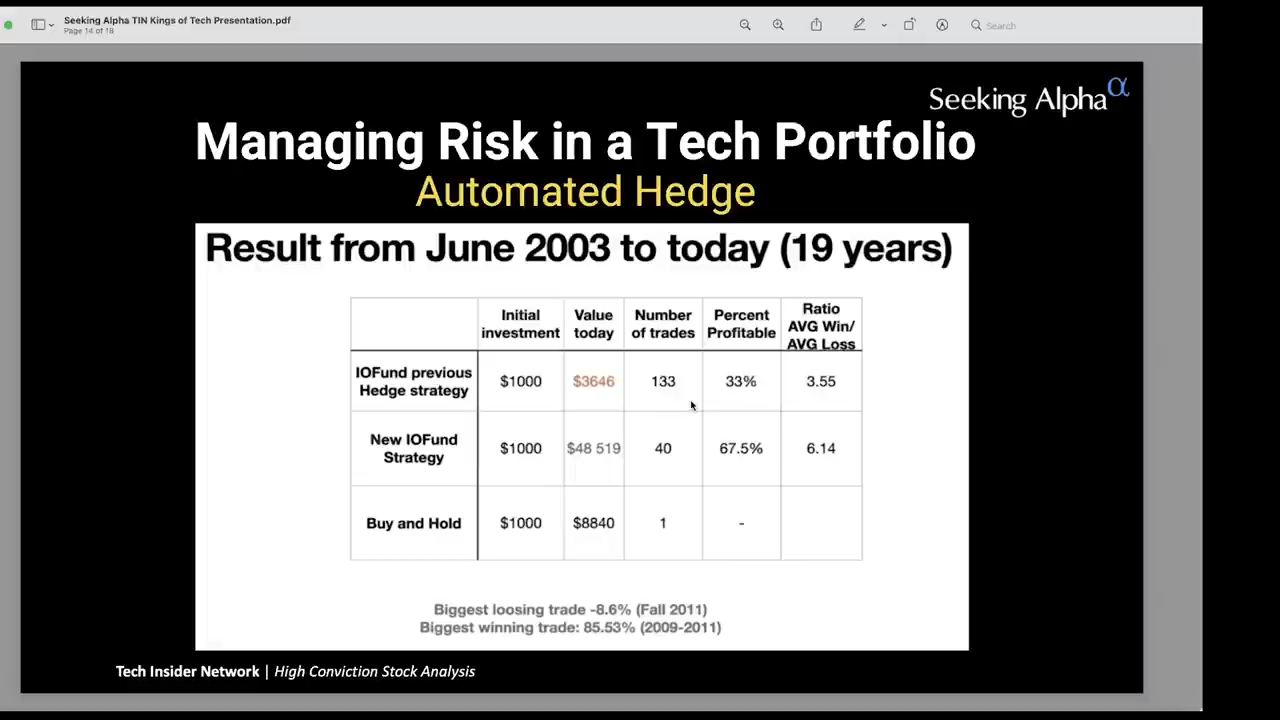 Seeking Alpha TIN Kings of Tech Presentation.pdf
Page 14 of 18
Search
Seeking Alpha α
Managing Risk in a Tech Portfolio
Automated Hedge
Result from June 2003 to today (19 years)
Initial investment Value today Number of trades Percent Profitable Ratio AVG Win/ AVG Loss
IOFund previous Hedge strategy $1000 $3646 133 33% 3.55
New IOFund Strategy $1000 $48 519 40 67.5% 6.14
Buy and Hold $1000 $8840 1 -
Biggest loosing trade -8.6% (Fall 2011)
Biggest winning trade: 85.53% (2009-2011)
Tech Insider Network | High Conviction Stock Analysis